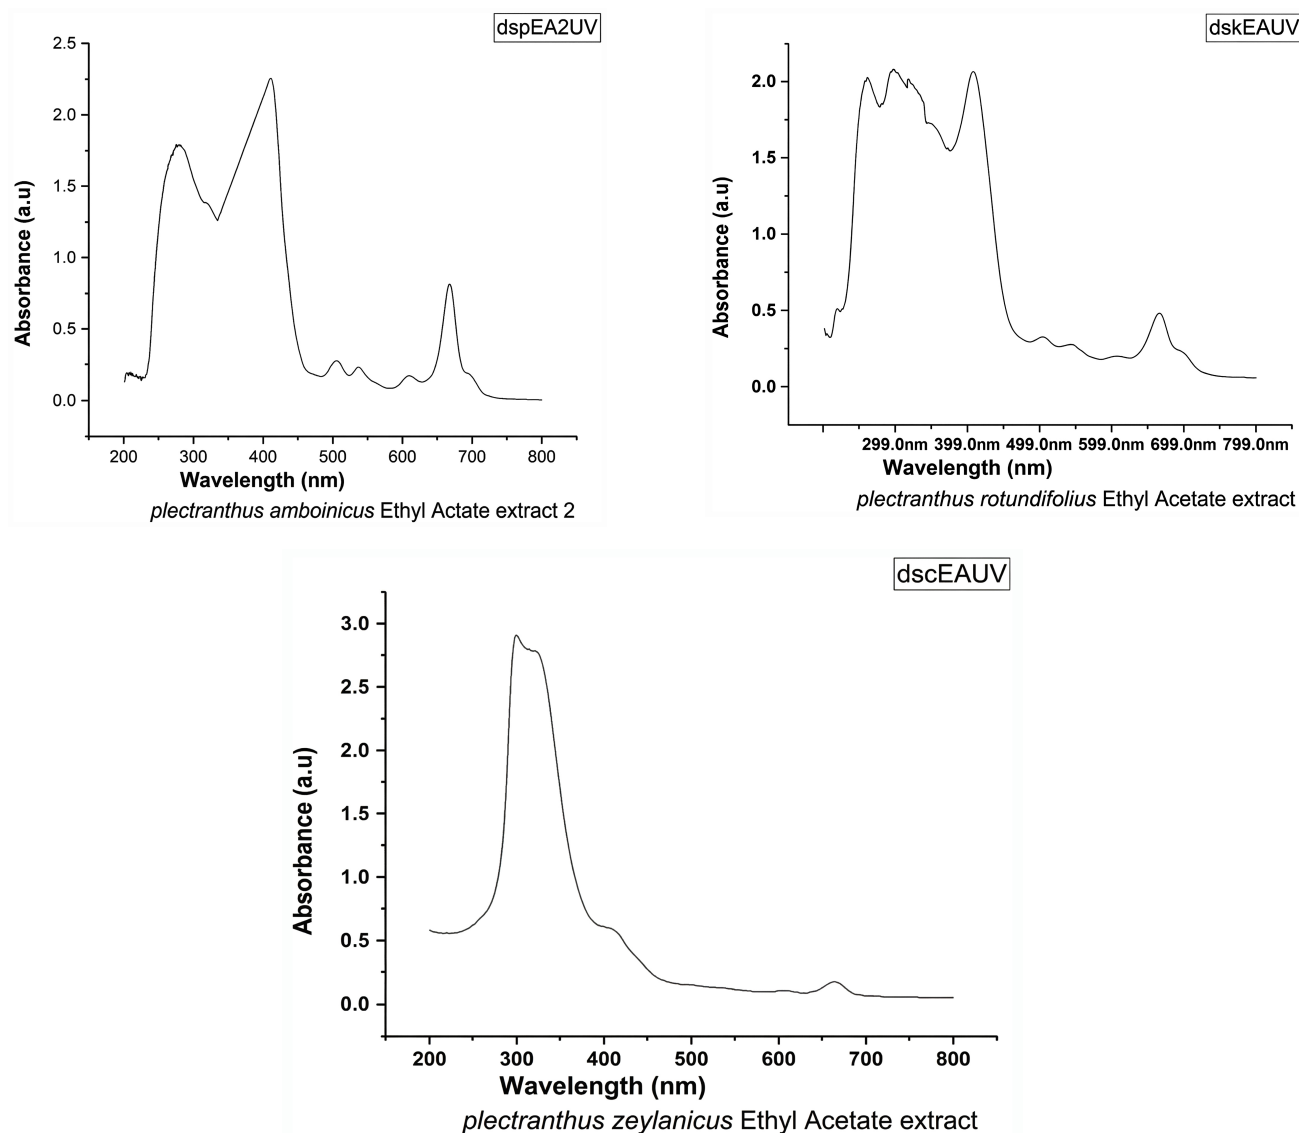 dspEA2UV
2.5
2.0
1.5
1.0
0.5
0.0
Absorbance (a.u)
200 300 400 500 600 700 800
Wavelength (nm)
plectranthus amboinicus Ethyl Actate extract 2
dskEAUV
2.0
1.5
1.0
0.5
0.0
Absorbance (a.u)
299.0nm 399.0nm 499.0nm 599.0nm 699.0nm 799.0nm
Wavelength (nm)
plectranthus rotundifolius Ethyl Acetate extract
dscEAUV
3.0
2.5
2.0
1.5
1.0
0.5
0.0
Absorbance (a.u)
200 300 400 500 600 700 800
Wavelength (nm)
plectranthus zeylanicus Ethyl Acetate extract